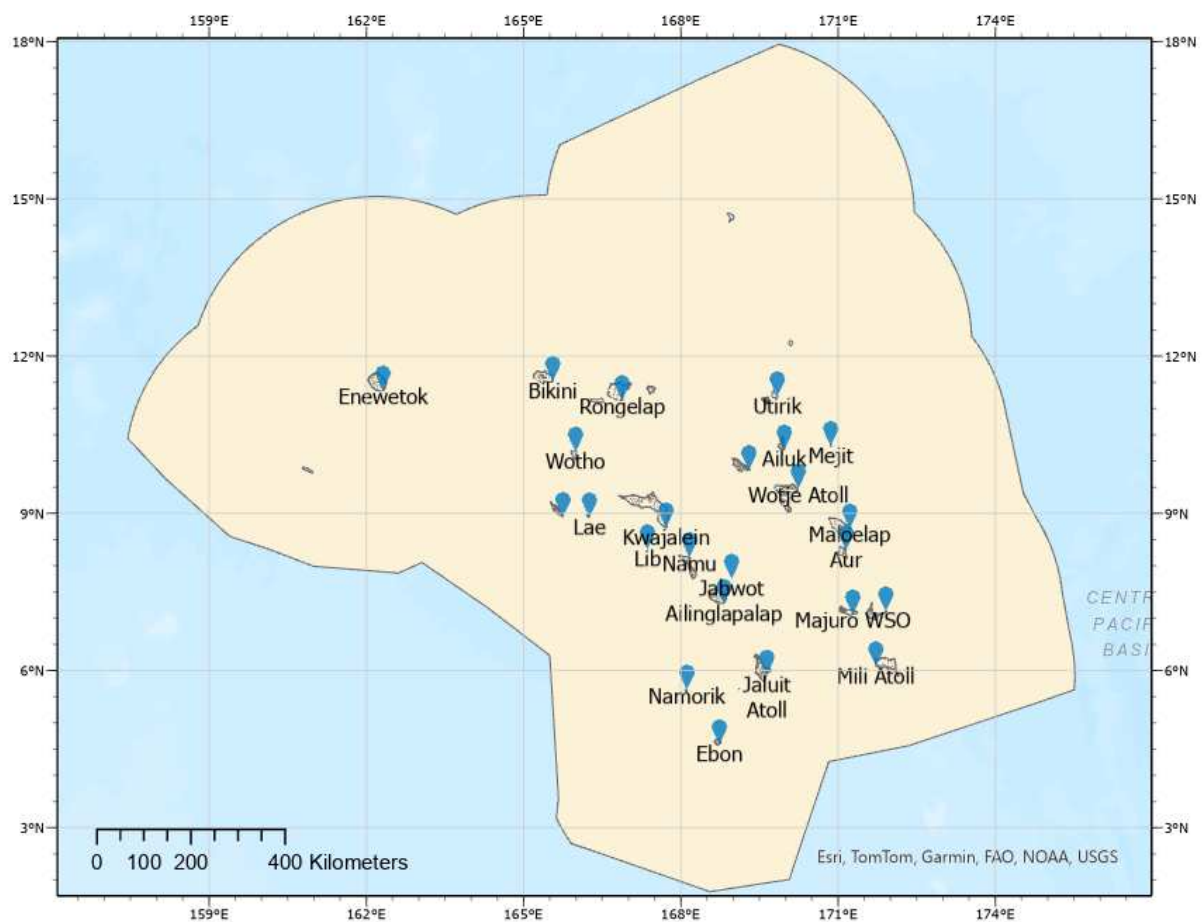 159°E 162°E 165°E 168°E 171°E 174°E
18°N 18°N
15°N 15°N
12°N 12°N
Enewetok
Bikini
Rongelap
Utirik
Wotho
Ailuk
Mejit
Wotje Atoll
9°N 9°N
Lae
Kwajalein
Maloelap
Lib
Namu
Aur
Jabwot
Ailinglapalap
Majuro WSO
CENTR
PACIF
BASI
6°N 6°N
Mili Atoll
Namorik
Jaluit
Atoll
Ebon
3°N 3°N
0 100 200 400 Kilometers
Esri, TomTom, Garmin, FAO, NOAA, USGS
159°E 162°E 165°E 168°E 171°E 174°E